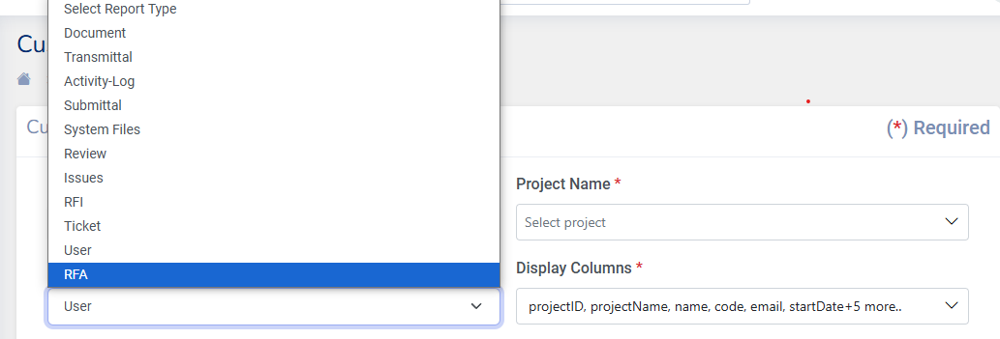 Select Report Type
Document
Cu
Transmittal
Activity-Log
Submittal
Cu
(*) Required
System Files
Review
Issues
Project Name *
RFI
Ticket
Select project
User
RFA
Display Columns *
User
projectID, projectName, name, code, email, startDate+5 more..